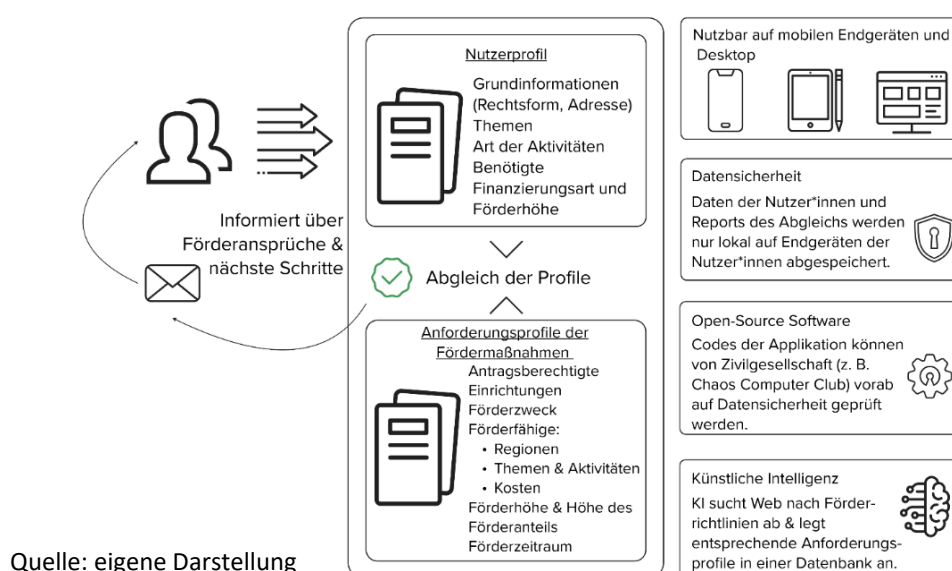 Nutzerprofil
Grundinformationen
(Rechtsform, Adresse)
Themen
Art der Aktivitäten
Benötigte
Finanzierungsart und
Förderhöhe
Informiert über
Förderansprüche &
nächste Schritte
Abgleich der Profile
Anforderungsprofile der
Fördermaßnahmen
Antragsberechtigte
Einrichtungen
Förderzweck
Förderfähige:
• Regionen
• Themen & Aktivitäten
• Kosten
Förderhöhe & Höhe des
Förderanteils
Förderzeitraum
Nutzbar auf mobilen Endgeräten und
Desktop
Datensicherheit
Daten der Nutzer*innen und
Reports des Abgleichs werden
nur lokal auf Endgeräten der
Nutzer*innen abgespeichert.
Open-Source Software
Codes der Applikation können
von Zivilgesellschaft (z. B.
Chaos Computer Club) vorab
auf Datensicherheit geprüft
werden.
Künstliche Intelligenz
KI sucht Web nach Förder-
richtlinien ab & legt
entsprechende Anforderungs-
profile in einer Datenbank an.
Quelle: eigene Darstellung